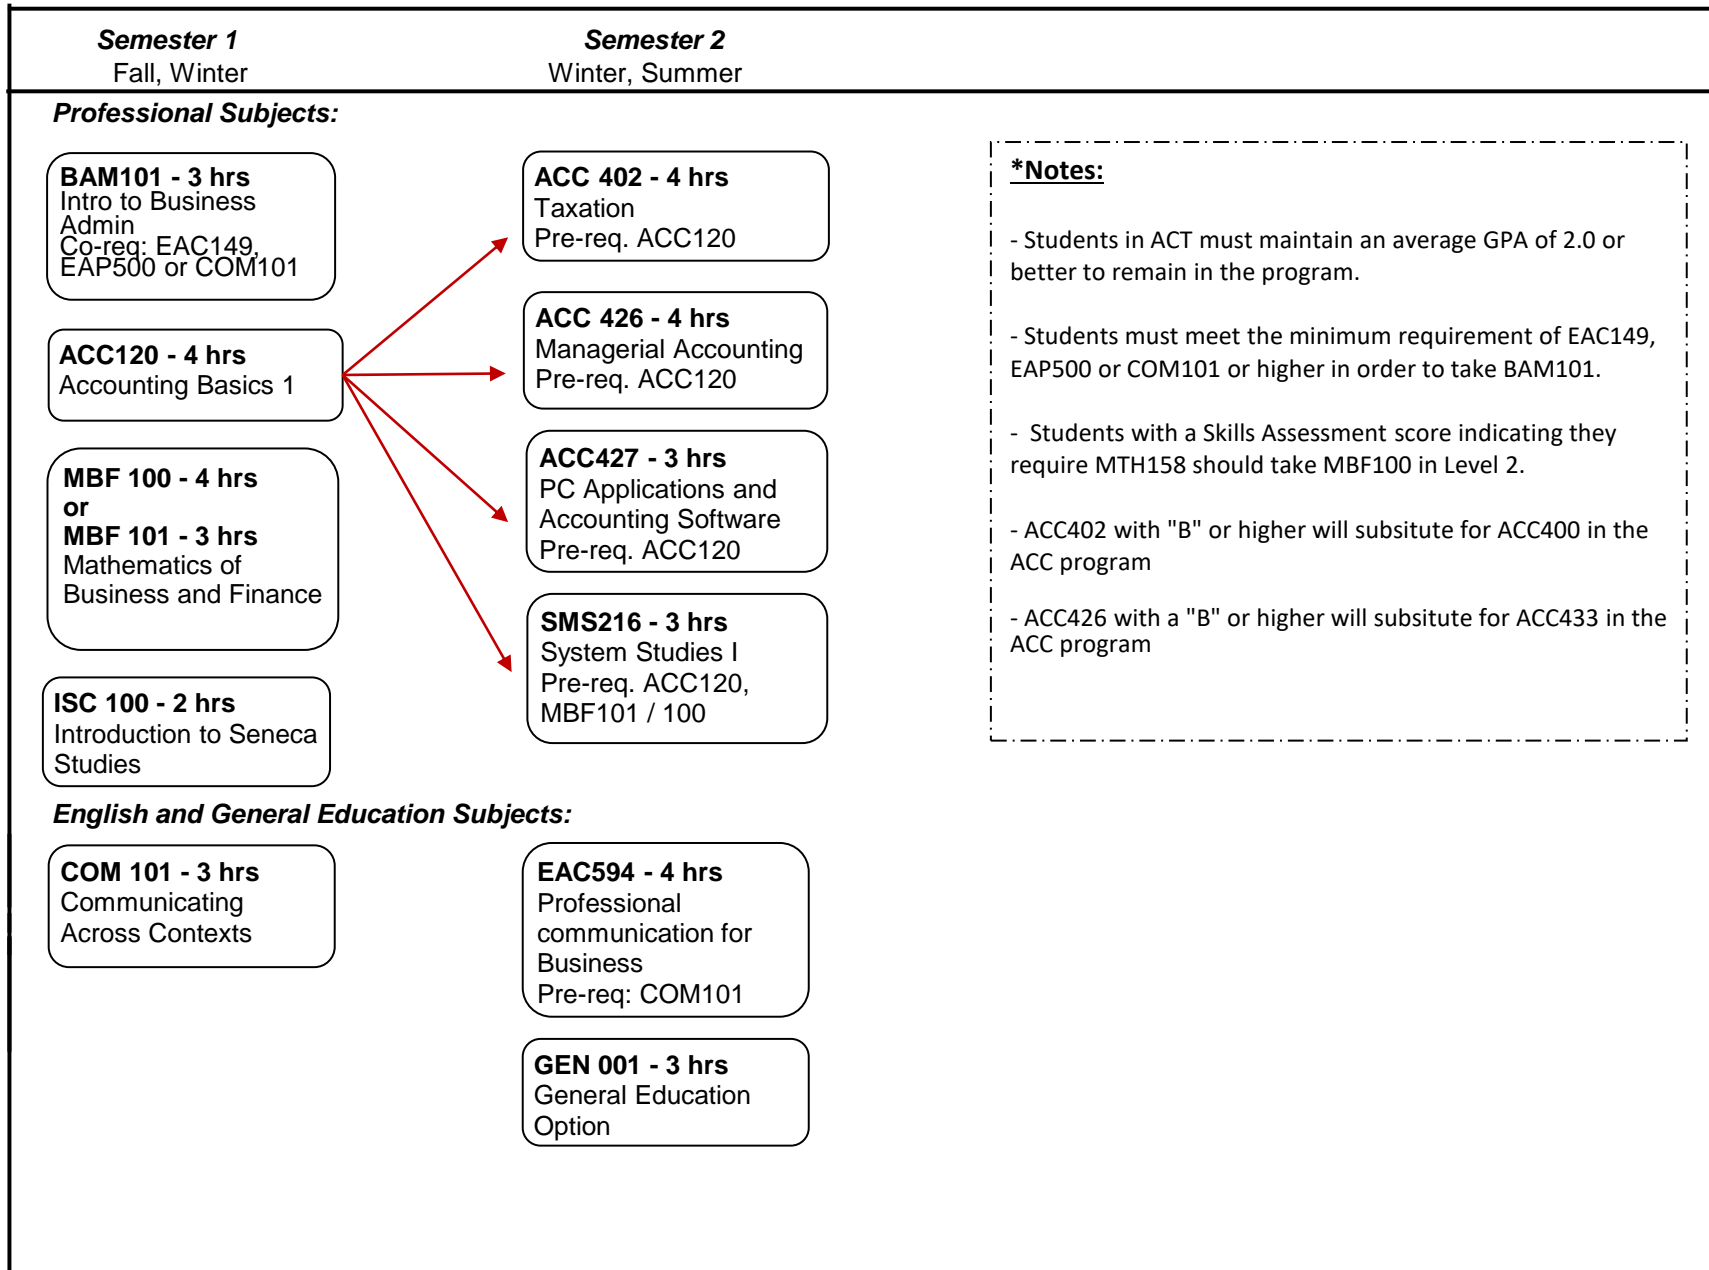 Semester 1
Fall, Winter
Semester 2
Winter, Summer
Professional Subjects:
BAM101 - 3 hrs
Intro to Business
Admin
Co-req: EAC149,
EAP500 or COM101
ACC120 - 4 hrs
Accounting Basics 1
MBF 100 - 4 hrs
or
MBF 101 - 3 hrs
Mathematics of
Business and Finance
ISC 100 - 2 hrs
Introduction to Seneca
Studies
ACC 402 - 4 hrs
Taxation
Pre-req. ACC120
ACC 426 - 4 hrs
Managerial Accounting
Pre-req. ACC120
ACC427 - 3 hrs
PC Applications and
Accounting Software
Pre-req. ACC120
SMS216 - 3 hrs
System Studies I
Pre-req. ACC120,
MBF101 / 100
*Notes:
- Students in ACT must maintain an average GPA of 2.0 or
better to remain in the program.
- Students must meet the minimum requirement of EAC149,
EAP500 or COM101 or higher in order to take BAM101.
- Students with a Skills Assessment score indicating they
require MTH158 should take MBF100 in Level 2.
- ACC402 with "B" or higher will subsitute for ACC400 in the
ACC program
- ACC426 with a "B" or higher will subsitute for ACC433 in the
ACC program
English and General Education Subjects:
COM 101 - 3 hrs
Communicating
Across Contexts
EAC594 - 4 hrs
Professional
communication for
Business
Pre-req: COM101
GEN 001 - 3 hrs
General Education
Option